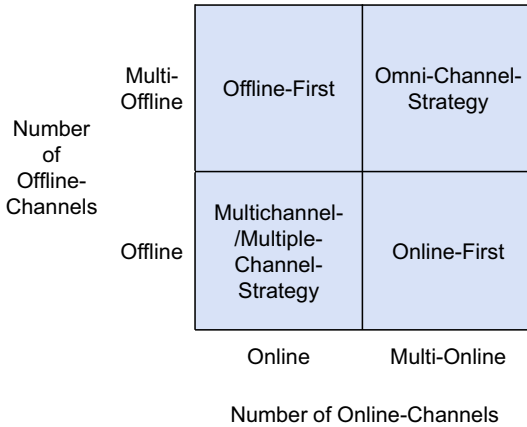 Number
of
Offline-
Channels
Multi-
Offline
Offline-First
Omni-Channel-
Strategy
Offline
Multichannel-
/Multiple-
Channel-
Strategy
Online-First
Online
Multi-Online
Number of Online-Channels